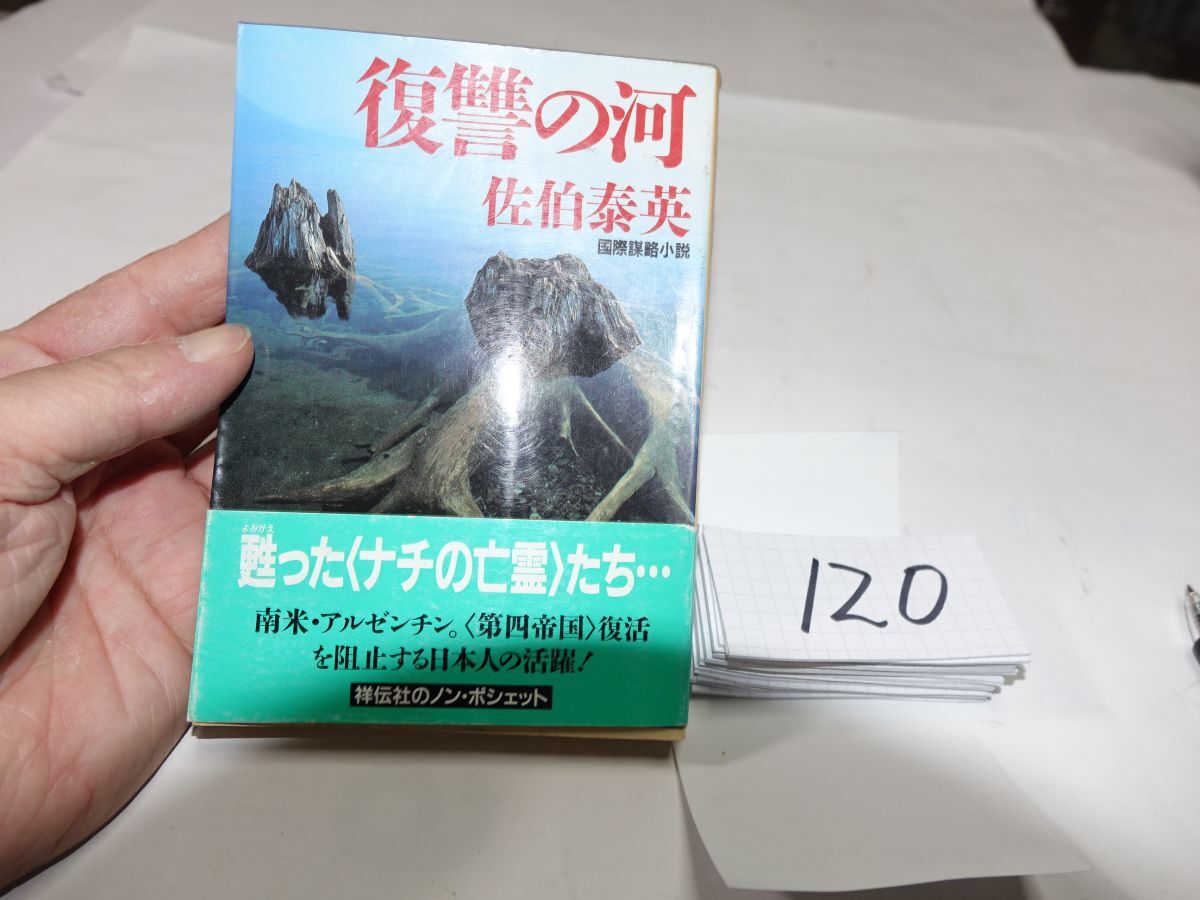 復讐の河
佐伯泰英
国際謀略小説
よみがえ
甦った〈ナチの亡霊〉たち…
南米・アルゼンチン。〈第四帝国〉復活
を阻止する日本人の活躍!
祥伝社のノン・ポシェット
120